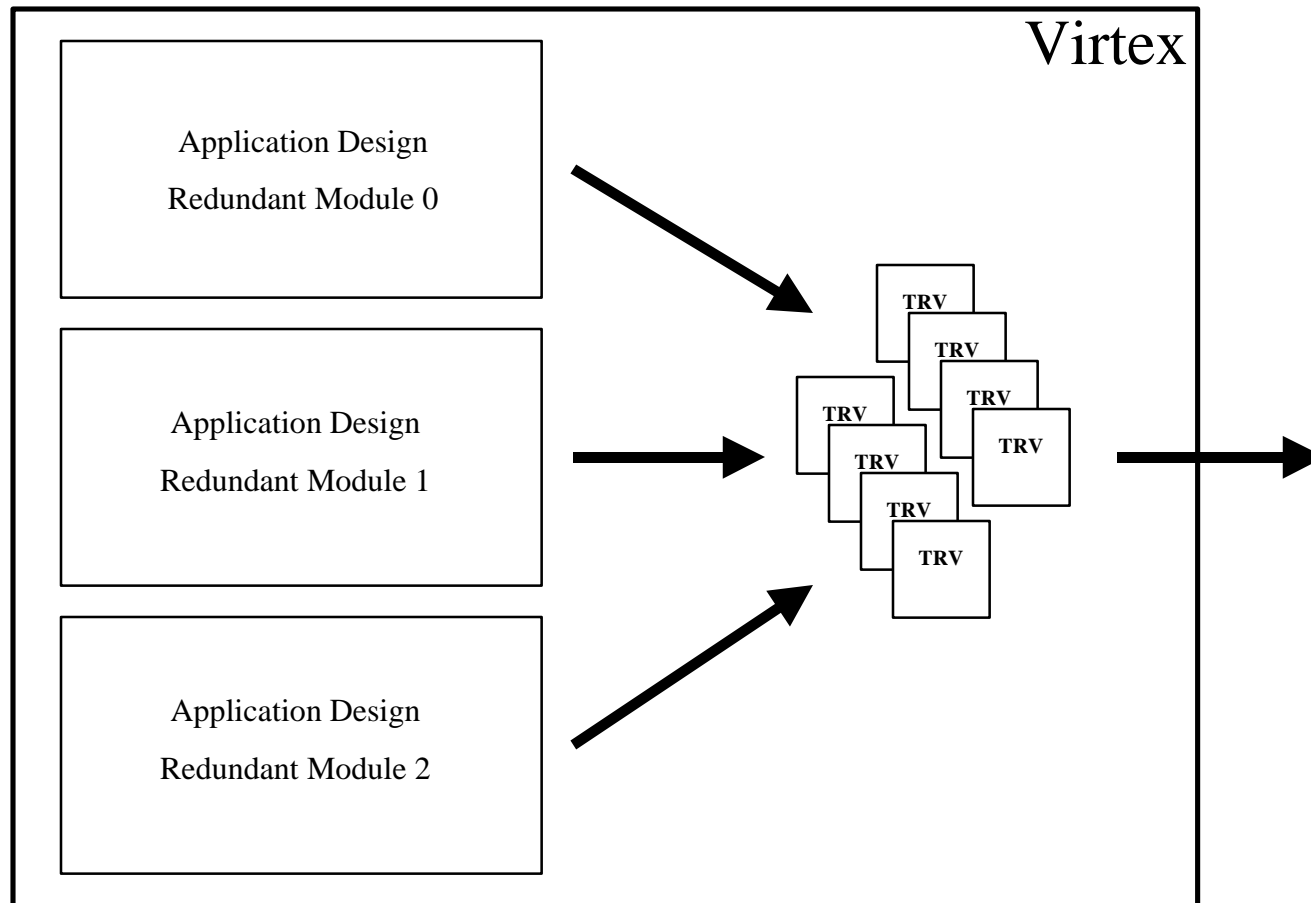 Virtex
Application Design
Redundant Module 0
Application Design
Redundant Module 1
Application Design
Redundant Module 2
TRV
TRV
TRV
TRV
TRV
TRV
TRV
TRV